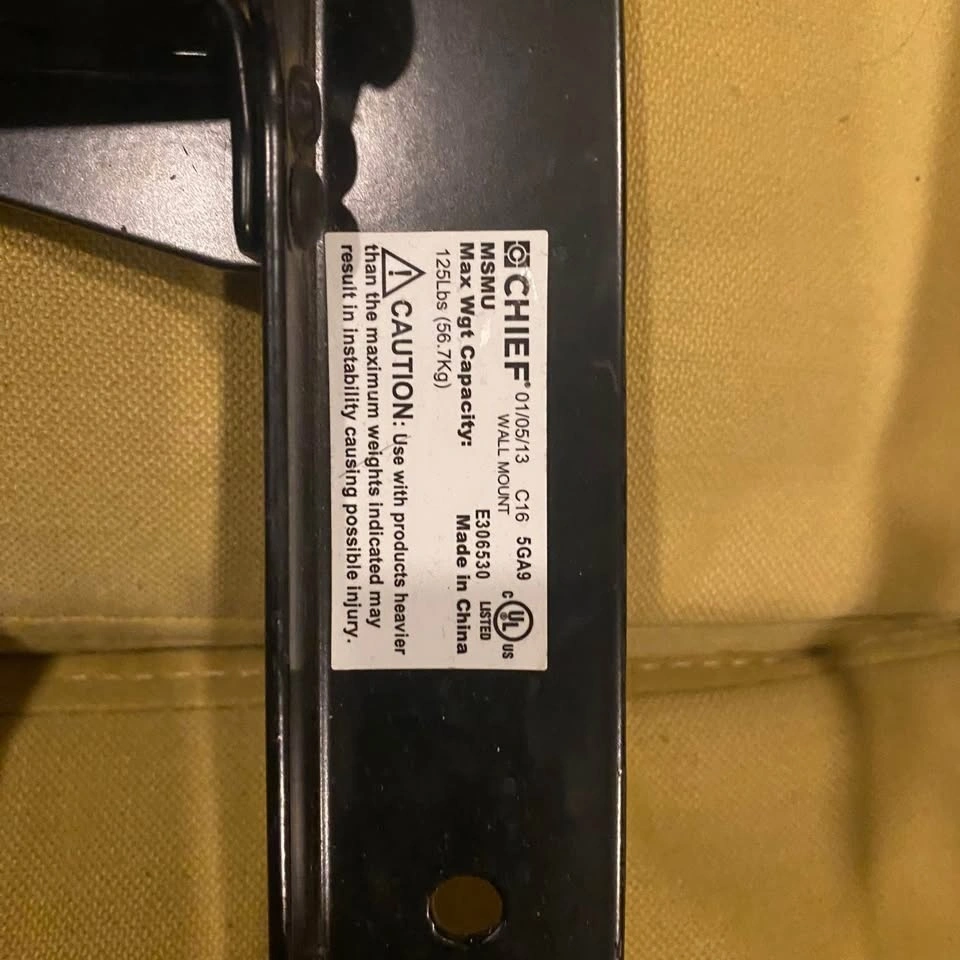 CHIEF® 01/05/13 C16 5GA9
MSMU WALL MOUNT
Max Wgt Capacity: E306530 LISTED C UL US
125Lbs (56.7Kg) Made in China
CAUTION: Use with products heavier
than the maximum weights indicated may
result in instability causing possible injury.